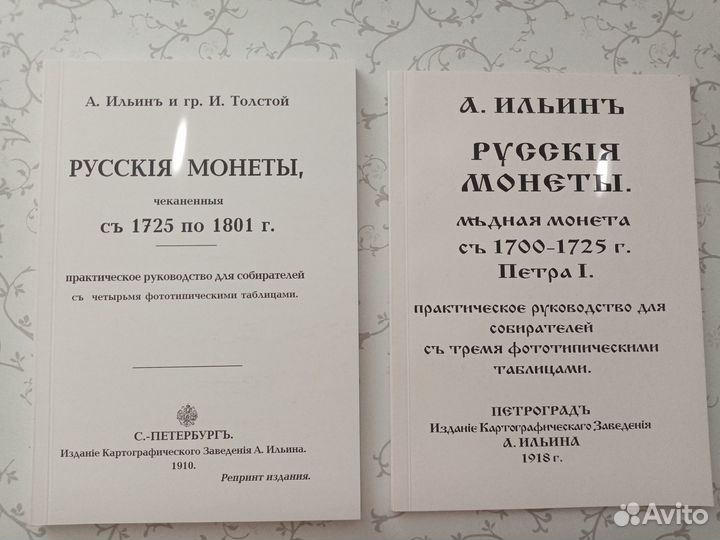 А. Ильинъ и гр. И. Толстой
РУССКІЯ МОНЕТЫ,
чеканенныя
съ 1725 по 1801 г.
практическое руководство для собирателей
съ четырьмя фототипическими таблицами.
С.-ПЕТЕРБУРГЪ.
Изданіе Картографического Заведенія А. Ильина.
1910.
Репринт издания.
А. ИЛЬИНЪ
РУССКІЯ
МОНЕТЫ.
мѣдная монета
съ 1700-1725 г.
Петра I.
практическое руководство для
собирателей
съ тремя фототипическими
таблицами.
ПЕТРОГРАДЪ
Изданіе Картографическаго Заведенія
А. ИЛЬИНА
1918 г.
Avito